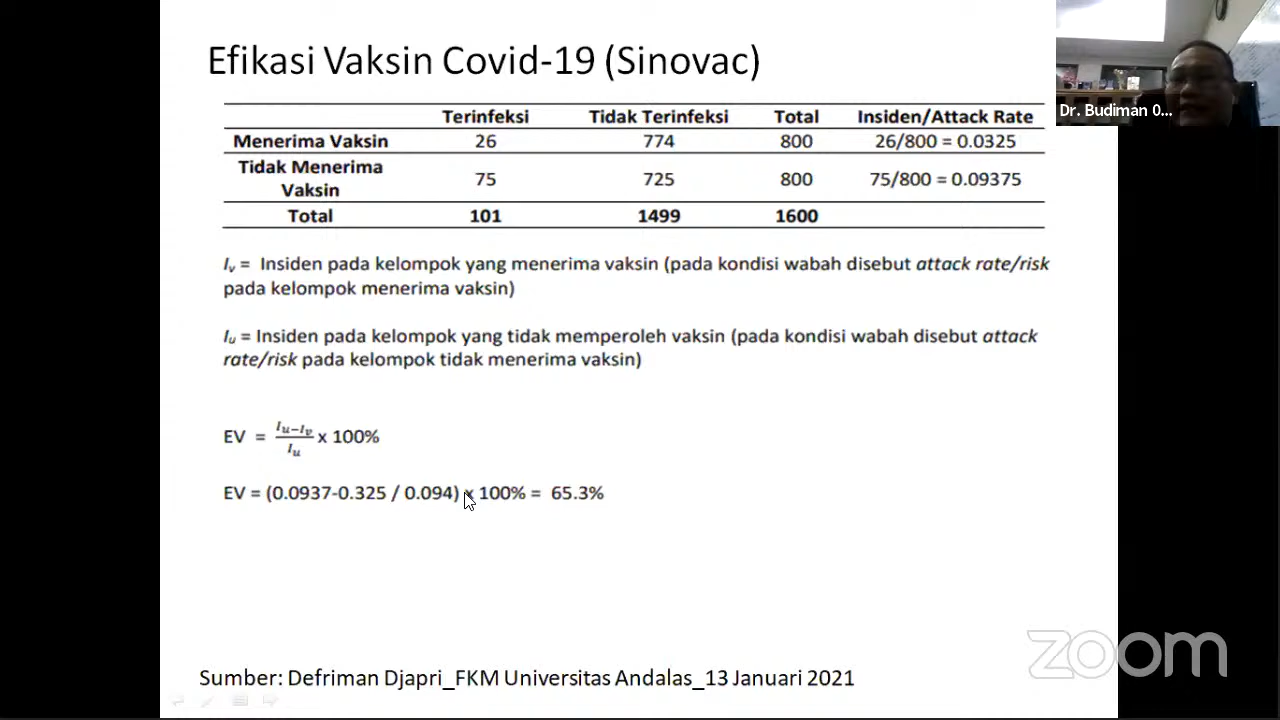 Efikasi Vaksin Covid-19 (Sinovac)
Terinfeksi Tidak Terinfeksi Total Insiden/Attack Rate
Menerima Vaksin 26 774 800 26/800 = 0.0325
Tidak Menerima
Vaksin 75 725 800 75/800 = 0.09375
Total 101 1499 1600
Iv = Insiden pada kelompok yang menerima vaksin (pada kondisi wabah disebut attack rate/risk
pada kelompok menerima vaksin)
Iu = Insiden pada kelompok yang tidak memperoleh vaksin (pada kondisi wabah disebut attack
rate/risk pada kelompok tidak menerima vaksin)
EV = Iu−Iv / Iu x 100%
EV = (0.0937-0.325 / 0.094) x 100% = 65.3%
Sumber: Defriman Djapri_FKM Universitas Andalas_13 Januari 2021
Dr. Budiman 0...
zoom